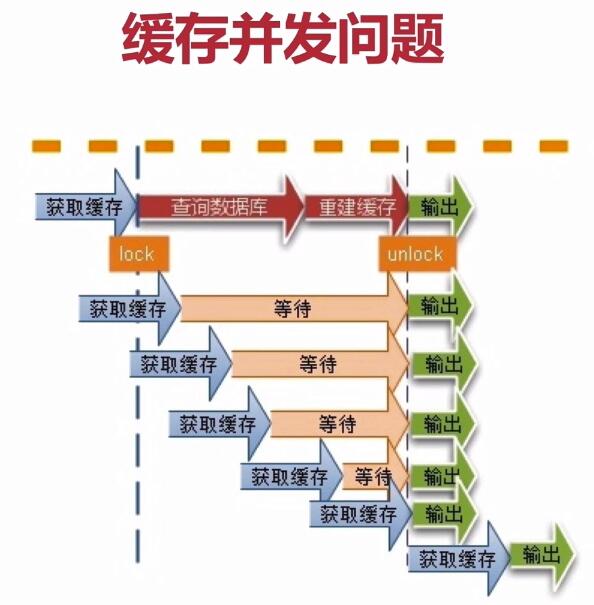 缓存并发问题
获取缓存 查询数据库 重建缓存 输出
lock unlock
获取缓存 等待 输出
获取缓存 等待 输出
获取缓存 等待 输出
获取缓存 等待 输出
获取缓存 输出
获取缓存 输出